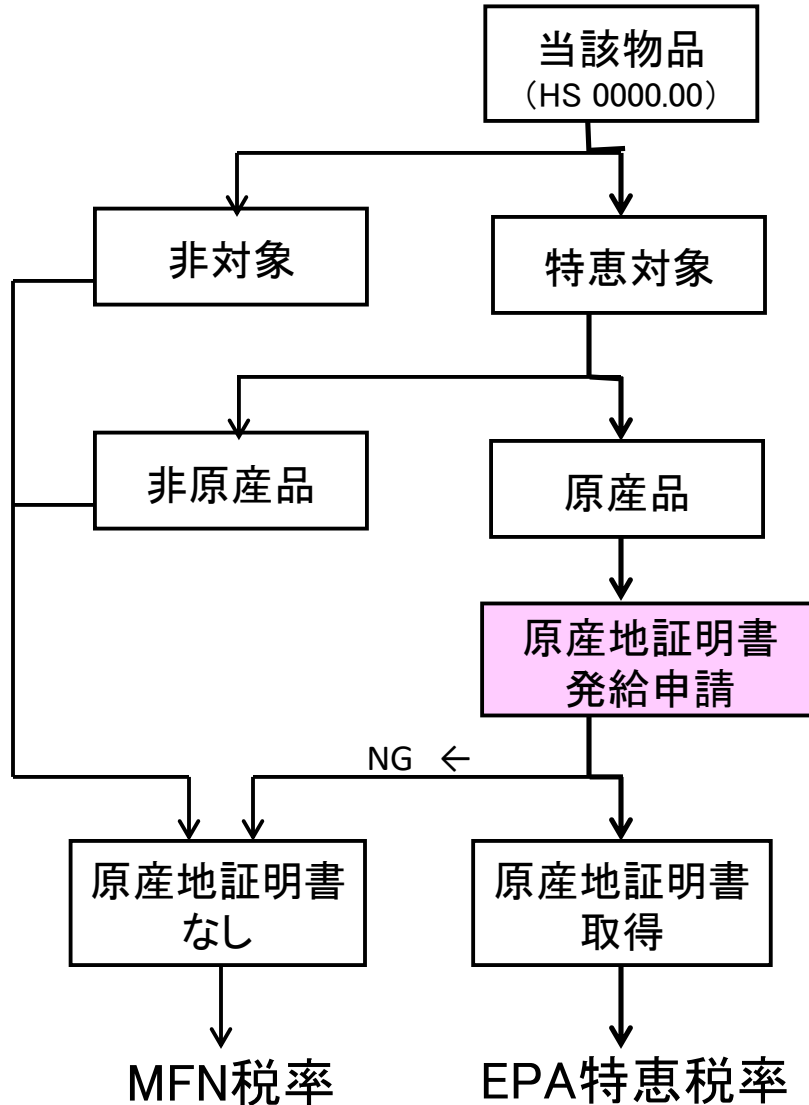 当該物品
（HS 0000.00）
非対象
特恵対象
非原産品
原産品
原産地証明書
発給申請
NG ←
原産地証明書
なし
原産地証明書
取得
MFN税率
EPA特恵税率